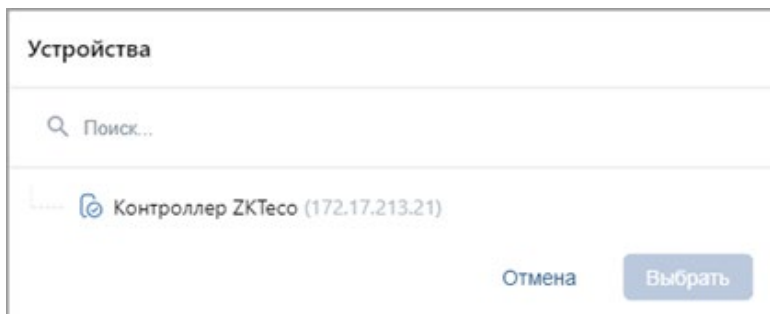 Устройства
Поиск...
Контроллер ZKTeco (172.17.213.21)
Отмена Выбрать